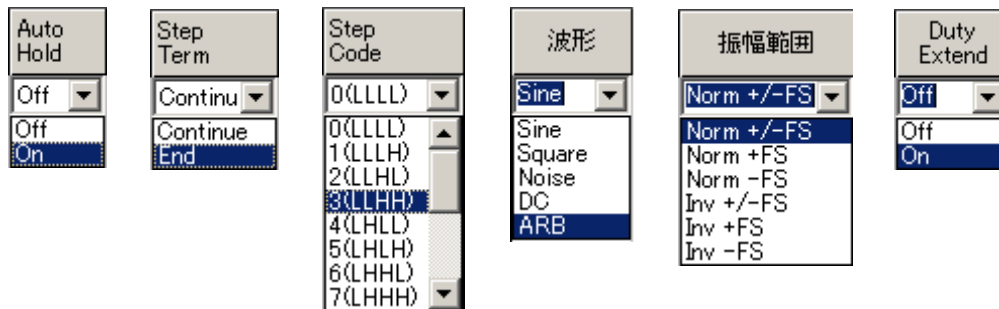 Auto
Hold
Off
Off
On
Step
Term
Continu
Continue
End
Step
Code
0(LLLL)
0(LLLL)
1(LLLH)
2(LLHL)
3(LLHH)
4(LHLL)
5(LHLH)
6(LHHL)
7(LHHH)
波形
Sine
Sine
Square
Noise
DC
ARB
振幅範囲
Norm +/-FS
Norm +/-FS
Norm +FS
Norm -FS
Inv +/-FS
Inv +FS
Inv -FS
Duty
Extend
Off
Off
On